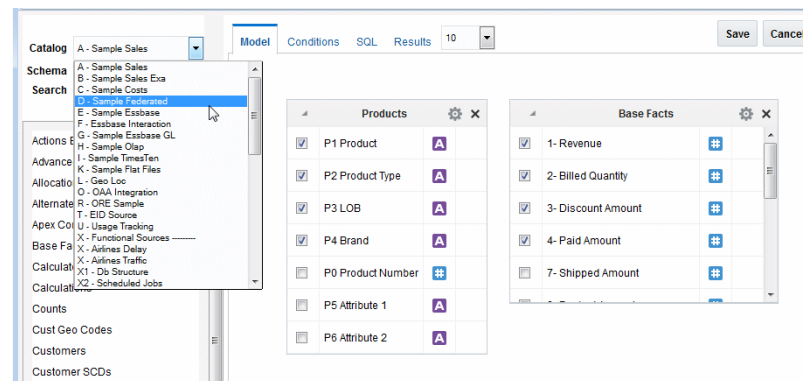 Catalog A - Sample Sales
Schema
Search
A - Sample Sales
B - Sample Sales Exa
C - Sample Costs
D - Sample Federated
E - Sample Essbase
F - Essbase Interaction
G - Sample Essbase GL
H - Sample Olap
I - Sample TimesTen
K - Sample Flat Files
L - Geo Loc
O - OAA Integration
R - ORE Sample
T - EID Source
U - Usage Tracking
X - Functional Sources ---------
X - Airlines Delay
X - Airlines Traffic
X1 - Db Structure
X2 - Scheduled Jobs
Actions
Advance
Allocatio
Alternate
Apex Co
Base Fa
Calculat
Calculati
Counts
Cust Geo Codes
Customers
Customer SCDs
Model Conditions SQL Results 10
Save Cancel
Products
P1 Product A
P2 Product Type A
P3 LOB A
P4 Brand A
P0 Product Number #
P5 Attribute 1 A
P6 Attribute 2 A
Base Facts
1- Revenue #
2- Billed Quantity #
3- Discount Amount #
4- Paid Amount #
7- Shipped Amount #